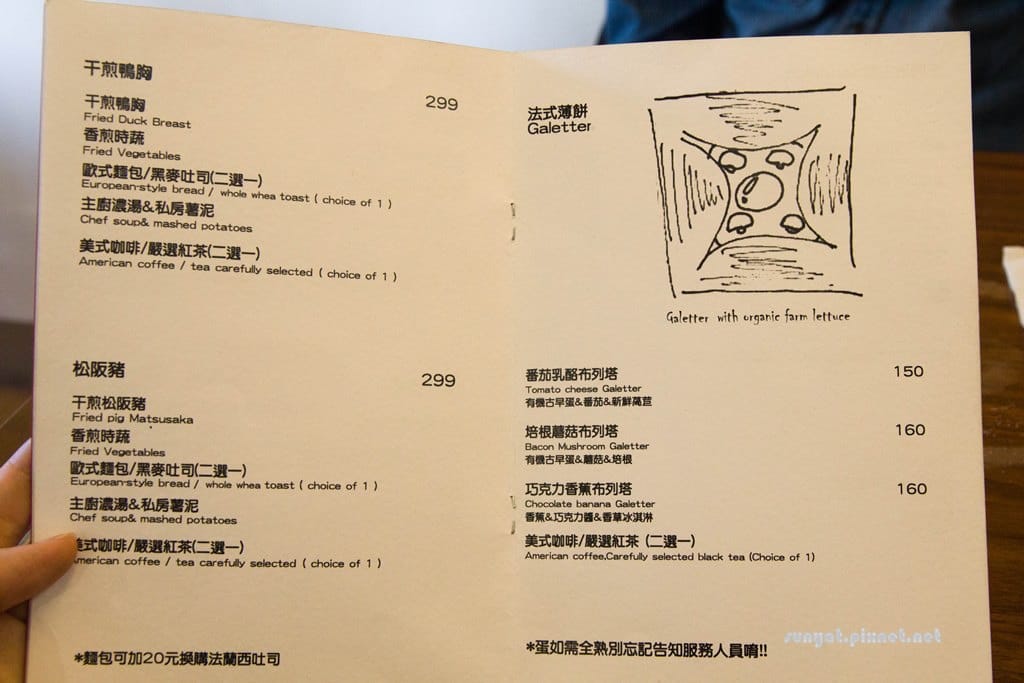 干煎鴨胸
干煎鴨胸 299
Fried Duck Breast
香煎時蔬
Fried Vegetables
歐式麵包/黑麥吐司(二選一)
European-style bread / whole whea toast ( choice of 1 )
主廚濃湯&私房薯泥
Chef soup& mashed potatoes
美式咖啡/嚴選紅茶(二選一)
American coffee / tea carefully selected ( choice of 1 )
松阪豬
299
干煎松阪豬
Fried pig Matsusaka
香煎時蔬
Fried Vegetables
歐式麵包/黑麥吐司(二選一)
European-style bread / whole whea toast ( choice of 1 )
主廚濃湯&私房薯泥
Chef soup& mashed potatoes
美式咖啡/嚴選紅茶(二選一)
American coffee / tea carefully selected ( choice of 1 )
*麵包可加20元換購法蘭西吐司
法式薄餅
Galetter
Galetter with organic farm lettuce
番茄乳酪布列塔 150
Tomato cheese Galetter
有機古早蛋&番茄&新鮮萵苣
培根蘑菇布列塔 160
Bacon Mushroom Galetter
有機古早蛋&蘑菇&培根
巧克力香蕉布列塔 160
Chocolate banana Galetter
香蕉&巧克力醬&香草冰淇淋
美式咖啡/嚴選紅茶 (二選一)
American coffee.Carefully selected black tea (Choice of 1)
*蛋如需全熟別忘記告知服務人員唷!!
sunyat.pixnet.net